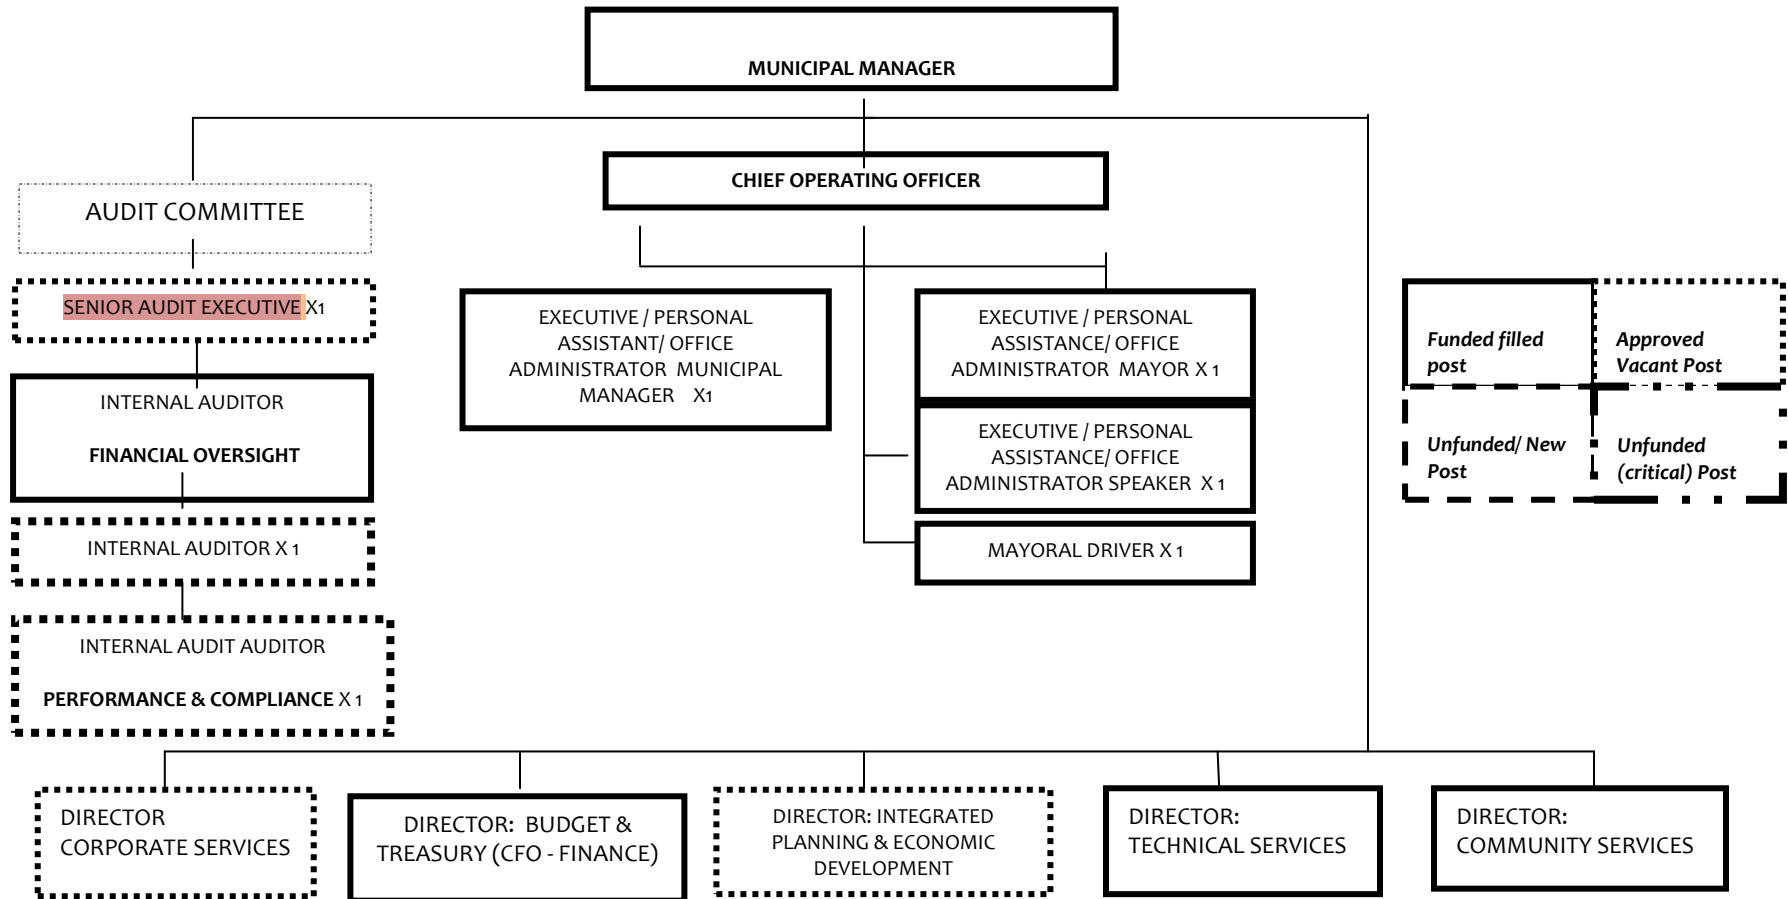 MUNICIPAL MANAGER
CHIEF OPERATING OFFICER
AUDIT COMMITTEE
SENIOR AUDIT EXECUTIVE X1
INTERNAL AUDITOR
FINANCIAL OVERSIGHT
INTERNAL AUDITOR X 1
INTERNAL AUDIT AUDITOR
PERFORMANCE & COMPLIANCE X 1
EXECUTIVE / PERSONAL
ASSISTANT/ OFFICE
ADMINISTRATOR MUNICIPAL
MANAGER X1
EXECUTIVE / PERSONAL
ASSISTANCE/ OFFICE
ADMINISTRATOR MAYOR X 1
EXECUTIVE / PERSONAL
ASSISTANCE/ OFFICE
ADMINISTRATOR SPEAKER X 1
MAYORAL DRIVER X 1
Funded filled
post
Approved
Vacant Post
Unfunded/ New
Post
Unfunded
(critical) Post
DIRECTOR
CORPORATE SERVICES
DIRECTOR: BUDGET &
TREASURY (CFO - FINANCE)
DIRECTOR: INTEGRATED
PLANNING & ECONOMIC
DEVELOPMENT
DIRECTOR:
TECHNICAL SERVICES
DIRECTOR:
COMMUNITY SERVICES